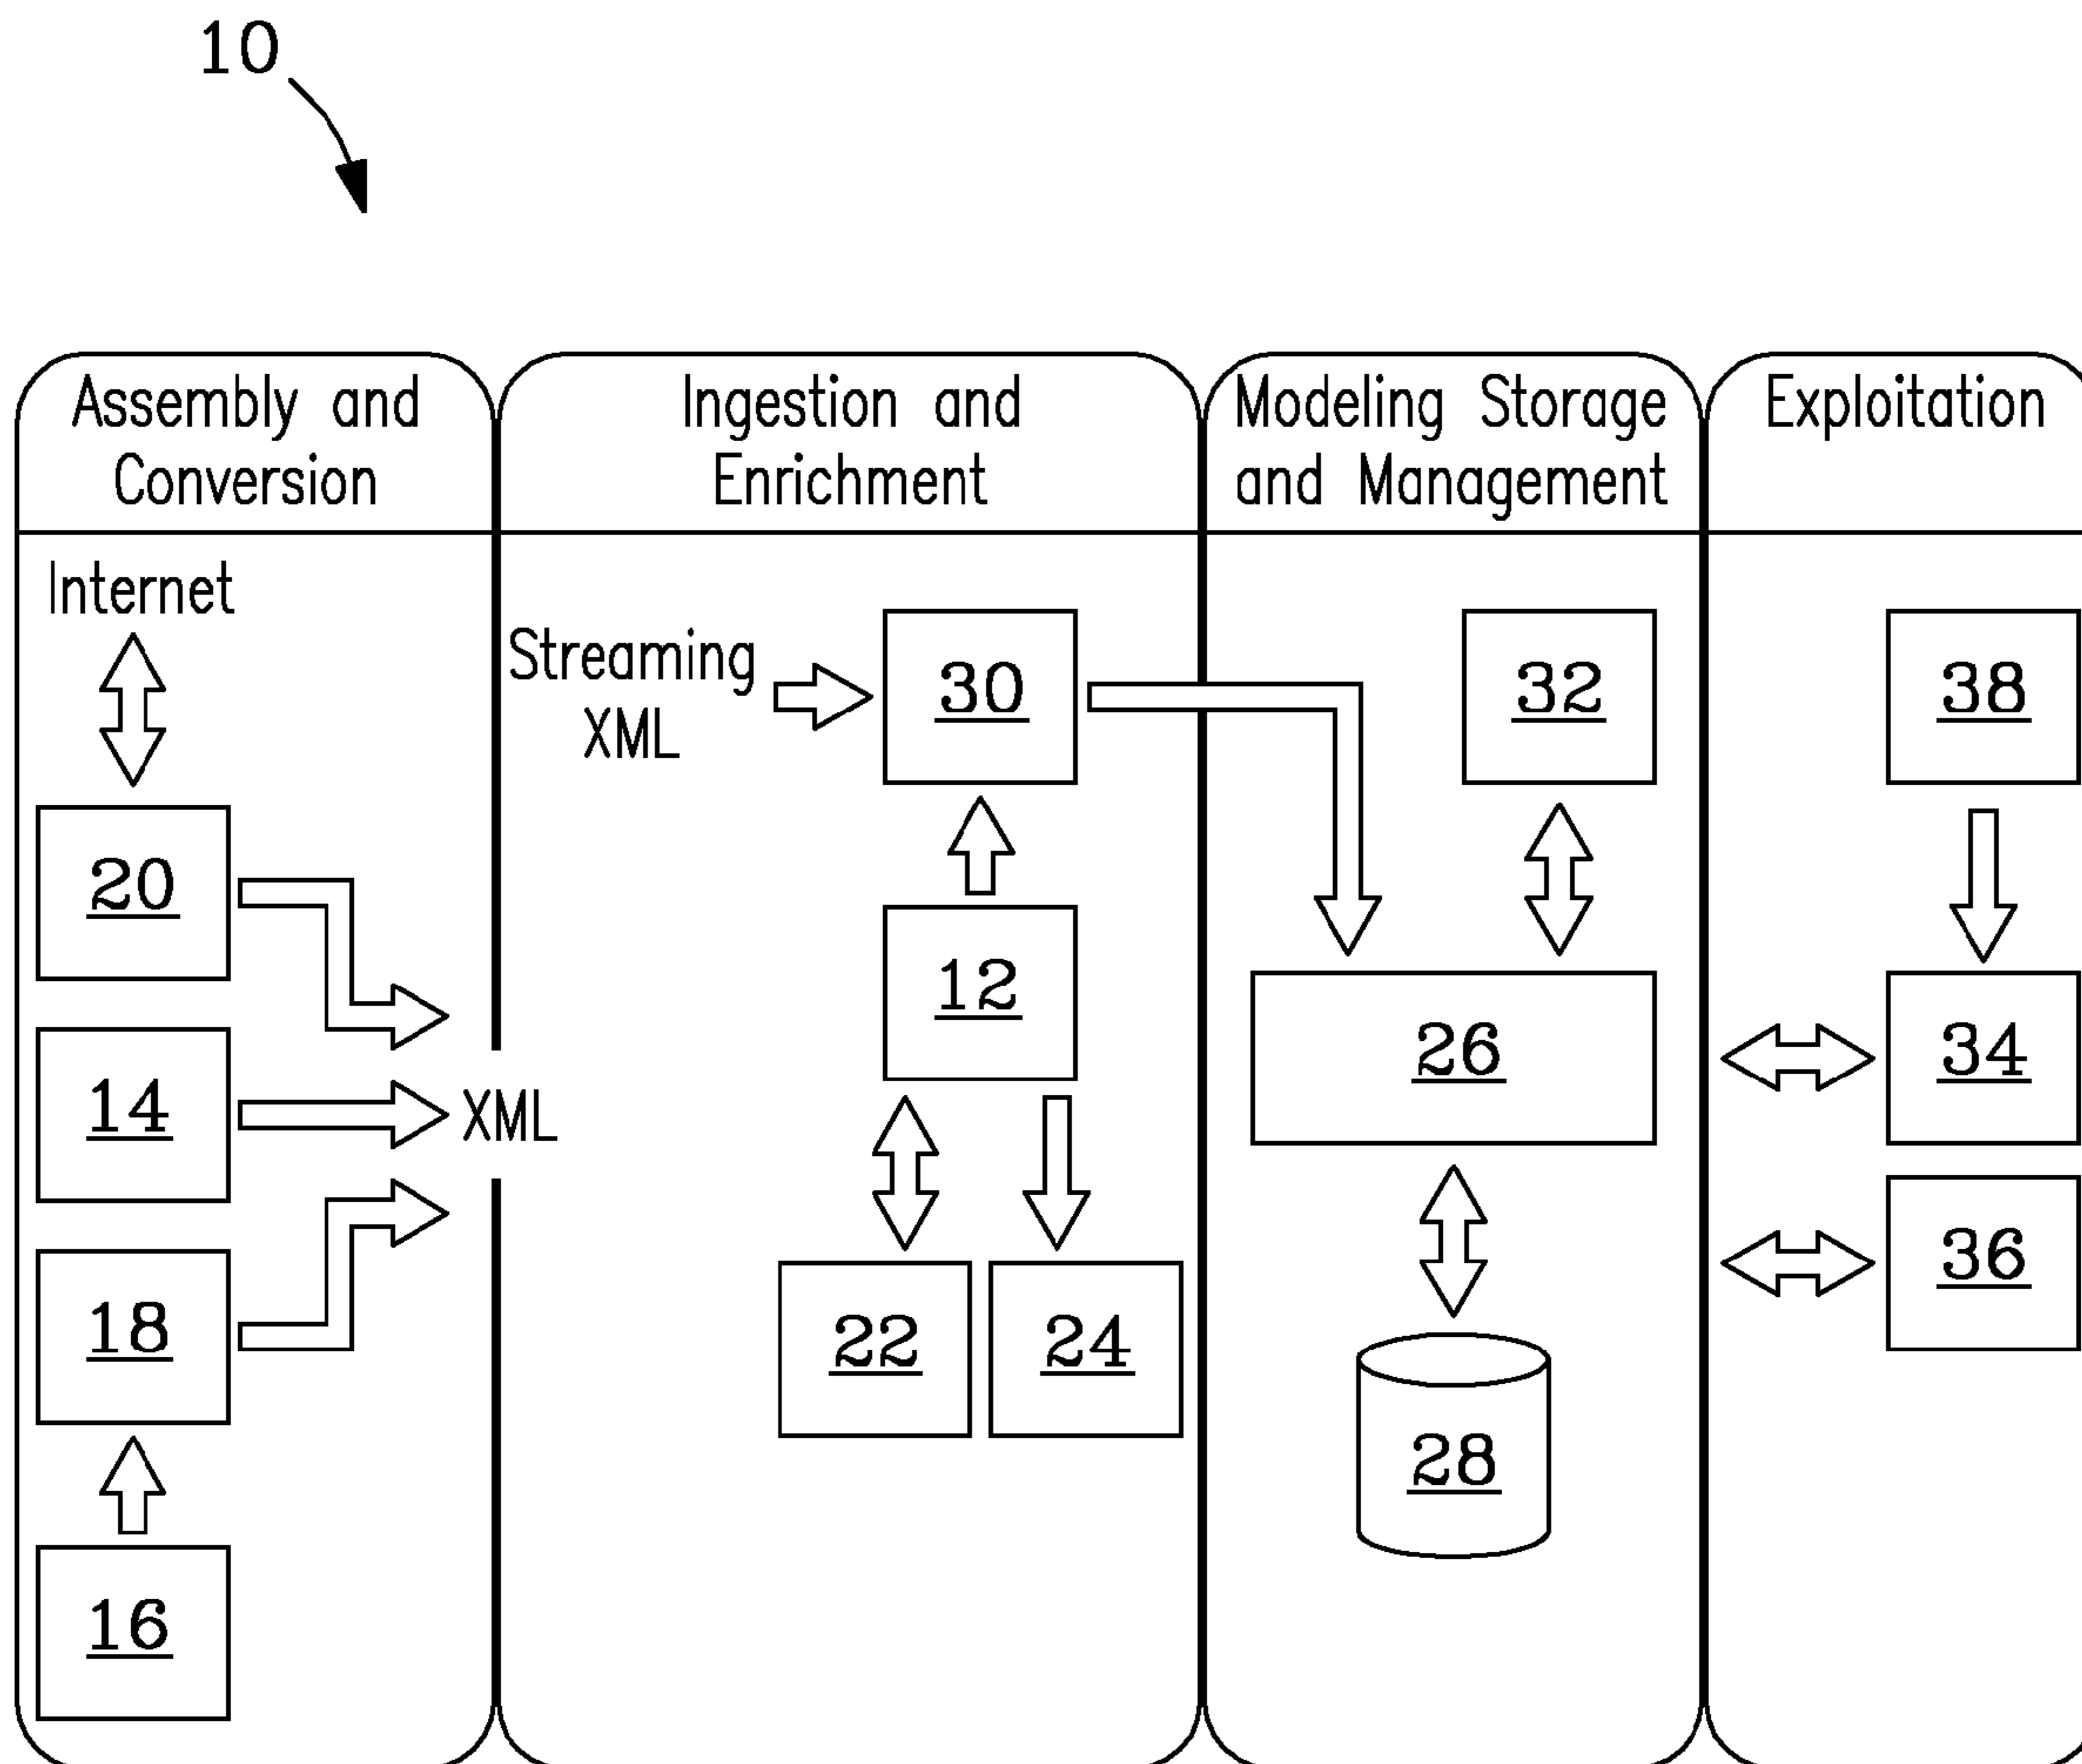 10
Assembly and
Conversion
Ingestion and
Enrichment
Modeling Storage
and Management
Exploitation
Internet
20
14
18
16
XML
Streaming
XML
30
12
22
24
32
26
28
38
34
36